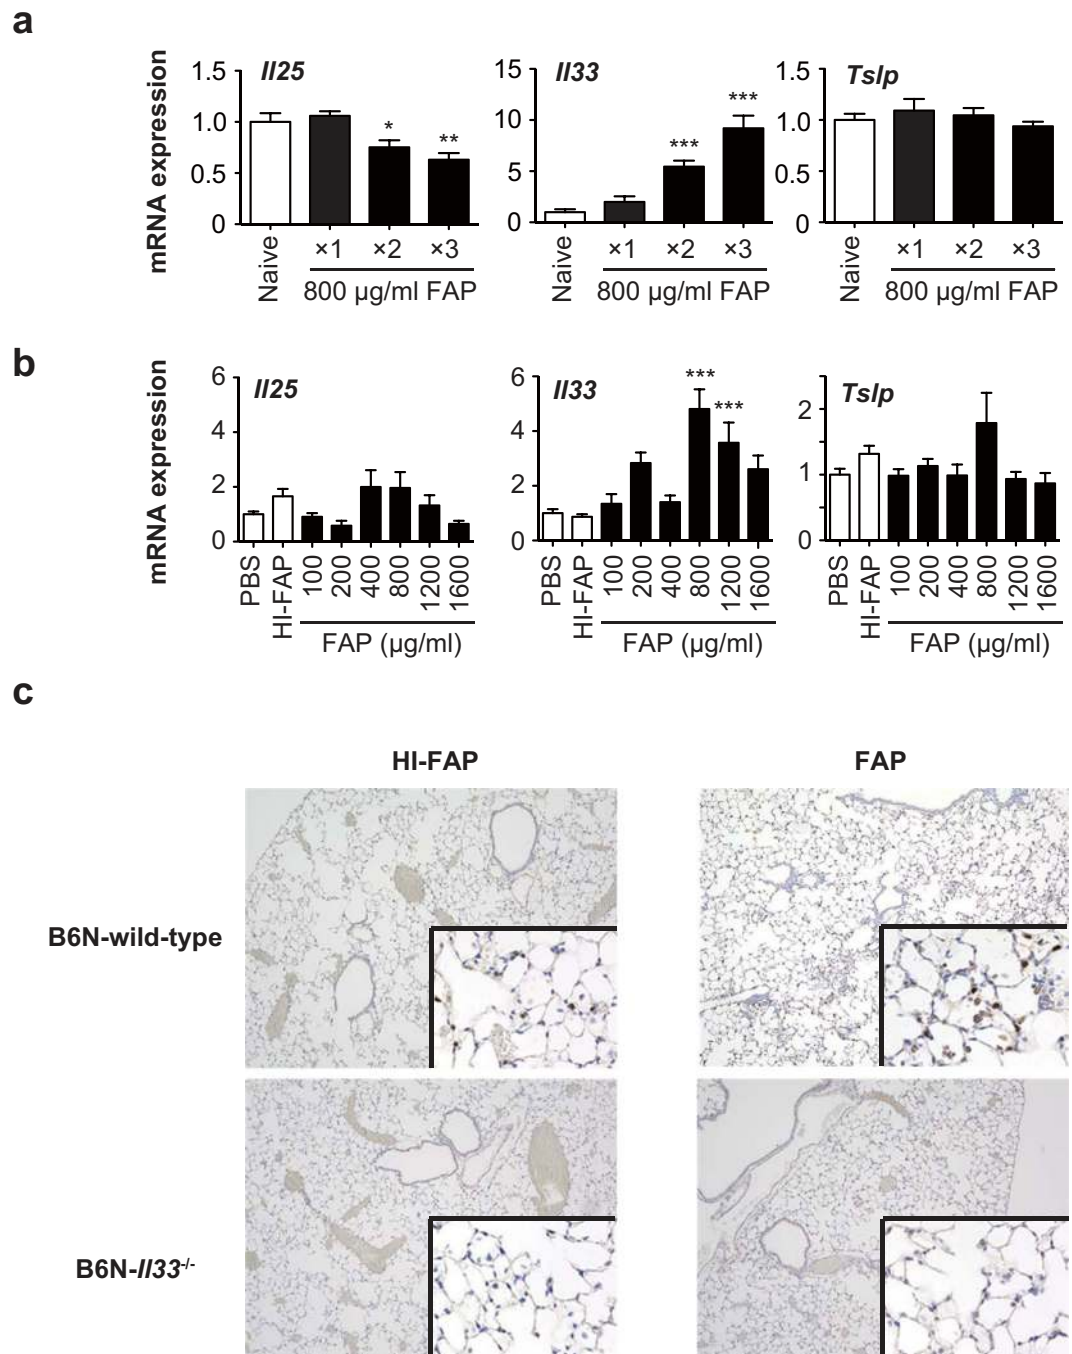 a
mRNA expression
Il25
1.5
1.0
0.5
0
*
**
Naive
×1
×2
×3
800 µg/ml FAP
Il33
15
10
5
0
***
***
Naive
×1
×2
×3
800 µg/ml FAP
Tslp
1.5
1.0
0.5
0
Naive
×1
×2
×3
800 µg/ml FAP
b
mRNA expression
Il25
6
4
2
0
PBS
HI-FAP
100
200
400
800
1200
1600
FAP (µg/ml)
Il33
6
4
2
0
***
***
PBS
HI-FAP
100
200
400
800
1200
1600
FAP (µg/ml)
Tslp
2
1
0
PBS
HI-FAP
100
200
400
800
1200
1600
FAP (µg/ml)
c
HI-FAP
FAP
B6N-wild-type
B6N-Il33-/-